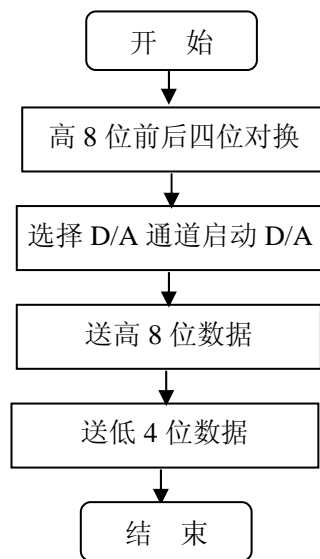 开 始
高 8 位前后四位对换
选择 D/A 通道启动 D/A
送高 8 位数据
送低 4 位数据
结 束